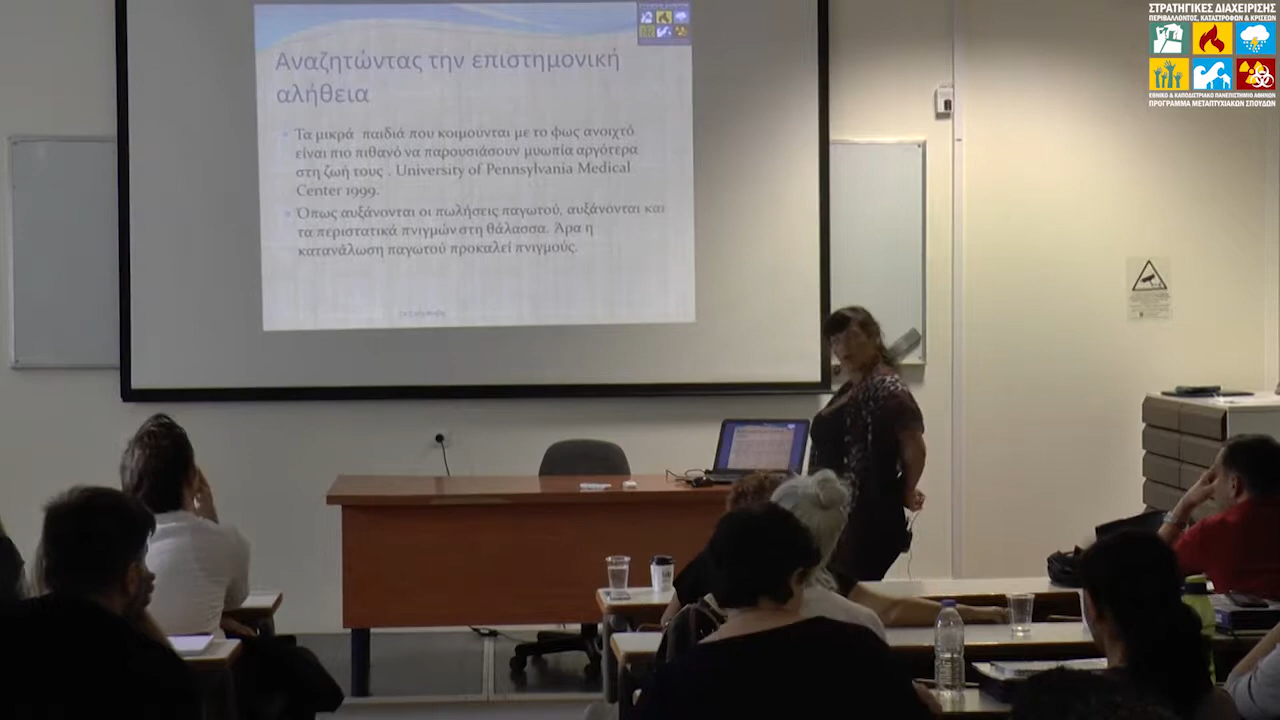 Αναζητώντας την επιστημονική
αλήθεια
Τα μικρά παιδιά που κοιμούνται με το φως ανοιχτό
είναι πιο πιθανό να παρουσιάσουν μυωπία αργότερα
στη ζωή τους . University of Pennsylvania Medical
Center 1999.
Όπως αυξάνονται οι πωλήσεις παγωτού, αυξάνονται και
τα περιστατικά πνιγμών στη θάλασσα. Άρα η
κατανάλωση παγωτού προκαλεί πνιγμούς.
ΣΤΡΑΤΗΓΙΚΕΣ ΔΙΑΧΕΙΡΙΣΗΣ
ΠΕΡΙΒΑΛΛΟΝΤΟΣ, ΚΑΤΑΣΤΡΟΦΩΝ & ΚΡΙΣΕΩΝ
ΕΘΝΙΚΟ & ΚΑΠΟΔΙΣΤΡΙΑΚΟ ΠΑΝΕΠΙΣΤΗΜΙΟ ΑΘΗΝΩΝ
ΠΡΟΓΡΑΜΜΑ ΜΕΤΑΠΤΥΧΙΑΚΩΝ ΣΠΟΥΔΩΝ